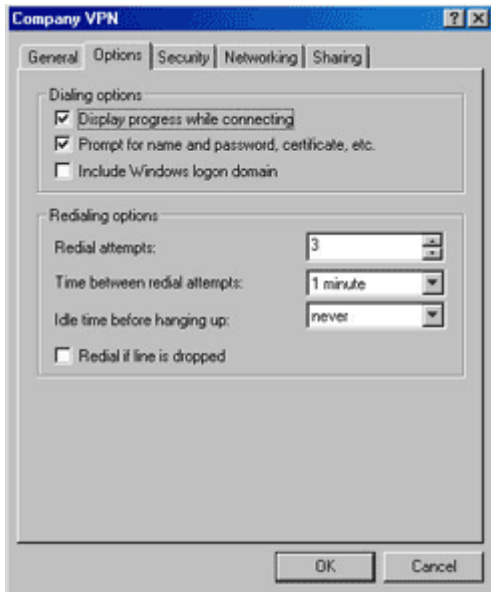 Company VPN
General Options Security Networking Sharing
Dialing options
Display progress while connecting
Prompt for name and password, certificate, etc.
Include Windows logon domain
Redialing options
Redial attempts: 3
Time between redial attempts: 1 minute
Idle time before hanging up: never
Redial if line is dropped
OK Cancel